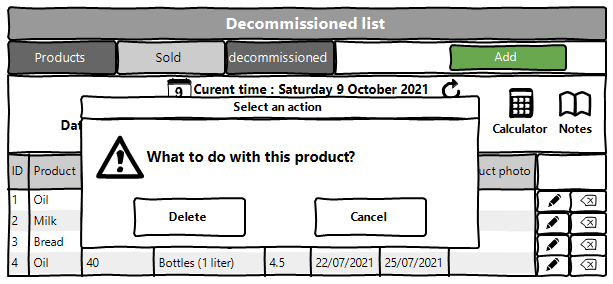 Decommissioned list
Products Sold decommissioned Add
9 Curent time : Saturday 9 October 2021
Select an action
Dat
Calculator Notes
What to do with this product?
ID Product uct photo
Delete Cancel
1 Oil
2 Milk
3 Bread
4 Oil 40 Bottles (1 liter) 4.5 22/07/2021 25/07/2021